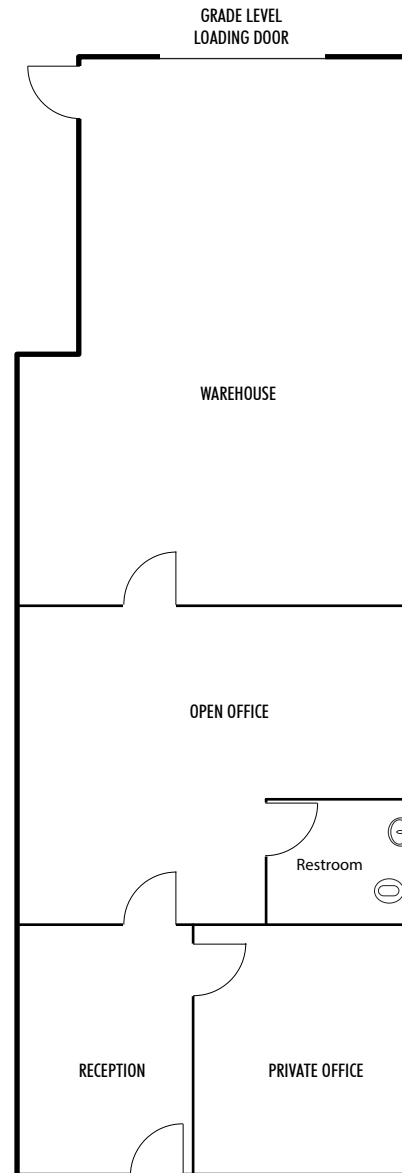 GRADE LEVEL
LOADING DOOR
WAREHOUSE
OPEN OFFICE
Restroom
RECEPTION
PRIVATE OFFICE